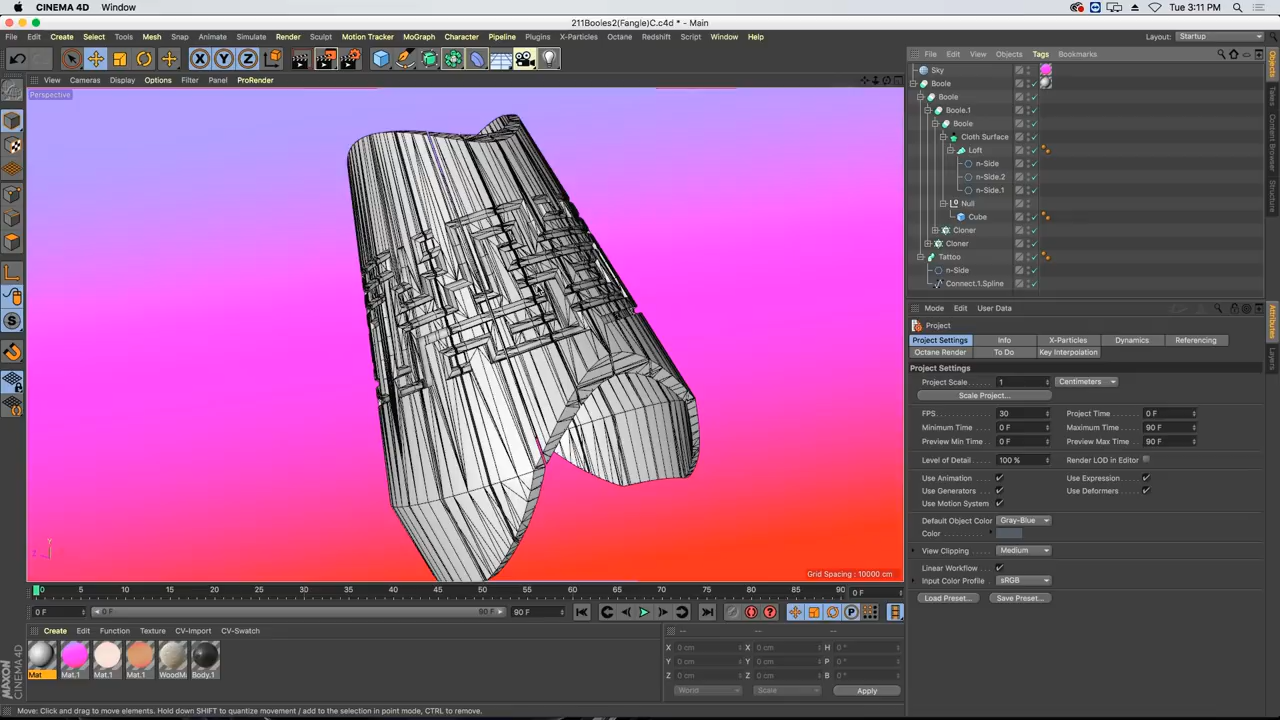 CINEMA 4D Window
Tue 3:11 PM
211Booies2(Fangle)C.c4d * - Main
File Edit Create Select Tools Mesh Snap Animate Simulate Render Sculpt Motion Tracker MoGraph Character Pipeline Plugins X-Particles Octane Redshift Script Window Help
Layout: Startup
File Edit View Objects Tags Bookmarks
View Cameras Display Options Filter Panel ProRender
Perspective
Sky
Boole
Boole
Boole.1
Boole
Cloth Surface
Loft
n-Side
n-Side.2
n-Side.1
Null
Cube
Cloner
Cloner
Tattoo
n-Side
Connect.1.Spline
Objects
Takes
Content Browser
Structure
Mode Edit User Data
Project
Project Settings Info X-Particles Dynamics Referencing
Octane Render To Do Key Interpolation
Project Settings
Project Scale 1 Centimeters
Scale Project...
FPS 30 Project Time 0 F
Minimum Time 0 F Maximum Time 90 F
Preview Min Time 0 F Preview Max Time 90 F
Level of Detail 100 % Render LOD in Editor
Use Animation Use Expression
Use Generators Use Deformers
Use Motion System
Default Object Color Gray-Blue
Color
View Clipping Medium
Linear Workflow
Input Color Profile sRGB
Load Preset... Save Preset...
Attributes
Layers
Grid Spacing : 10000 cm
0 5 10 15 20 25 30 35 40 45 50 55 60 65 70 75 80 85 90 0 F
0 F 0 F 90 F 90 F
Create Edit Function Texture CV-Import CV-Swatch
Mat Mat.1 Mat.1 Mat.1 WoodMi Body.1
-- -- --
X 0 cm X 0 cm H 0 °
Y 0 cm Y 0 cm P 0 °
Z 0 cm Z 0 cm B 0 °
World Scale Apply
MAXON
CINEMA 4D
Move: Click and drag to move elements. Hold down SHIFT to quantize movement / add to the selection in point mode, CTRL to remove.